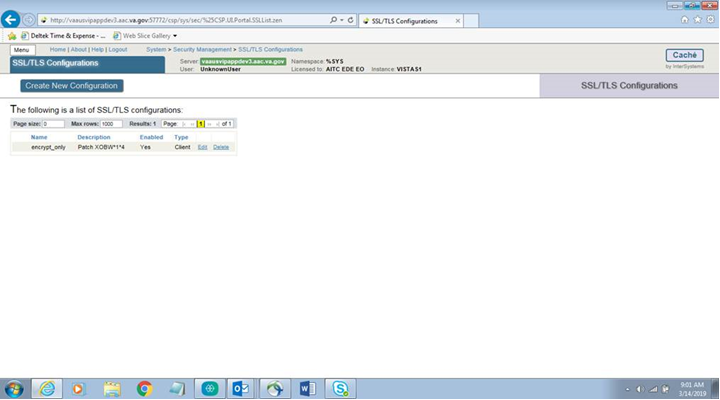 http://vaausvipappdev3.aac.va.gov:57772/csp/sys/sec/%25CSP.UI.Portal.SSLList.zen
SSL/TLS Configurations
Deltek Time & Expense - ...
Web Slice Gallery
Menu
Home | About | Help | Logout
System > Security Management > SSL/TLS Configurations
SSL/TLS Configurations
Server: vaausvipappdev3.aac.va.gov Namespace: %SYS
User: UnknownUser Licensed to: AITC EDE EO Instance: VISTAS1
Caché
by InterSystems
Create New Configuration
SSL/TLS Configurations
The following is a list of SSL/TLS configurations:
Page size: 0 Max rows: 1000 Results: 1 Page: |< << 1 >> >| of 1
Name Description Enabled Type
encrypt_only Patch XOBW*1*4 Yes Client Edit Delete
9:01 AM
3/14/2019